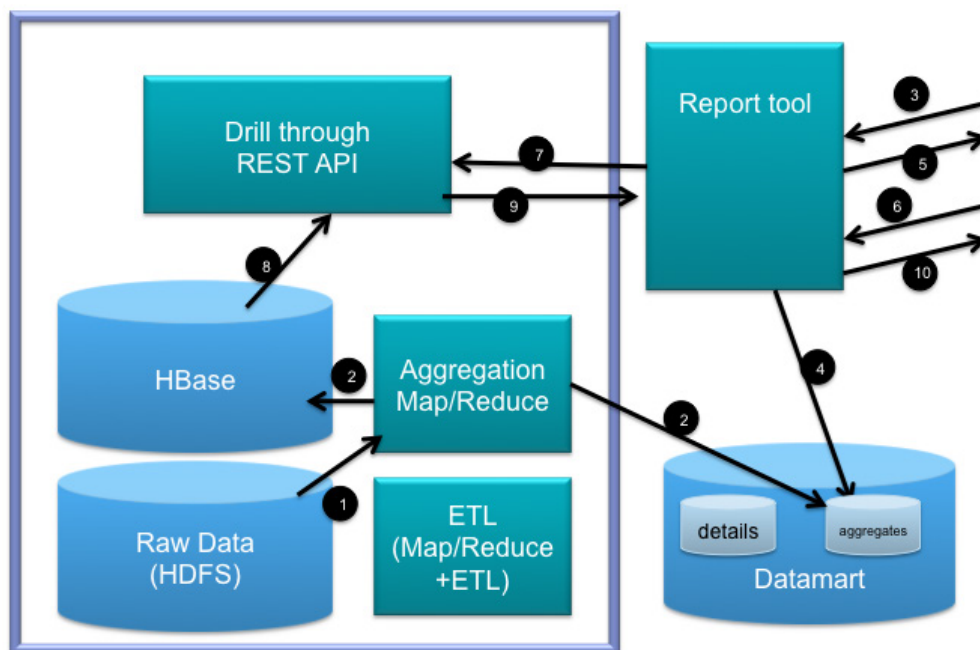 Drill through
REST API
Report tool
3
5
6
10
7
9
8
HBase
2
Aggregation
Map/Reduce
4
2
1
Raw Data
(HDFS)
ETL
(Map/Reduce
+ETL)
details
aggregates
Datamart